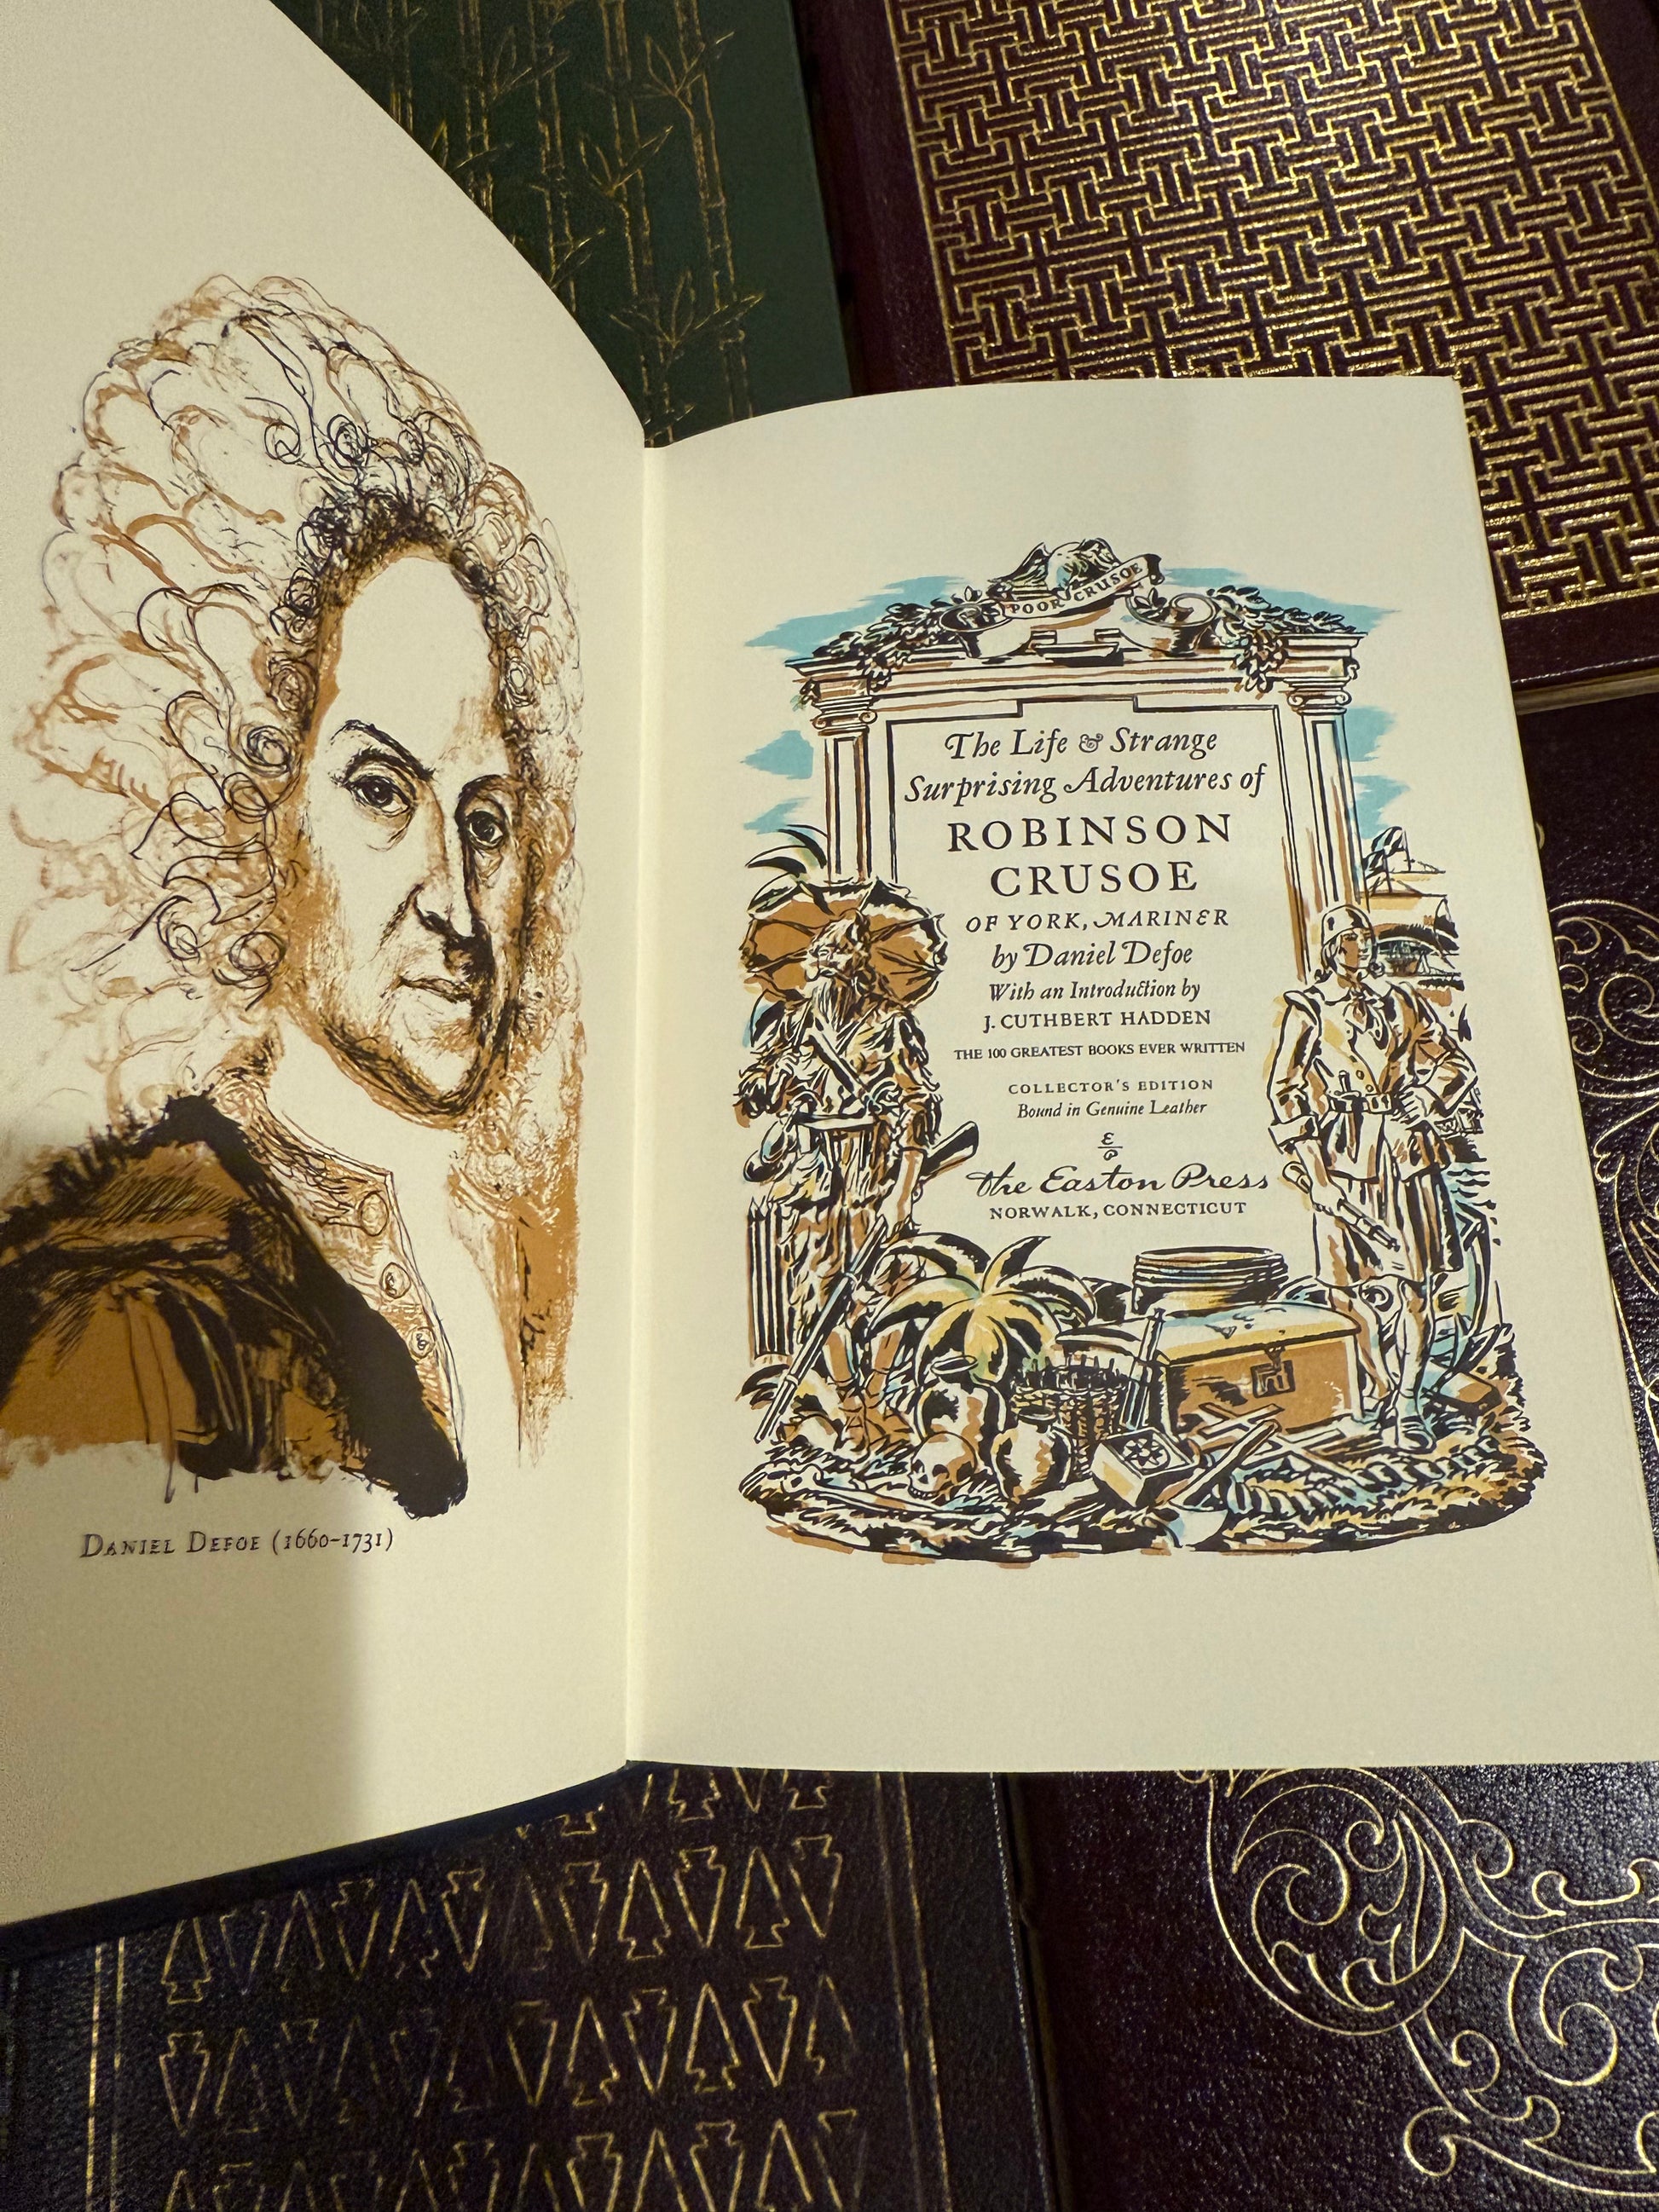 DANIEL DEFOE (1660–1731)
POOR CRUSOE
The Life & Strange
Surprising Adventures of
ROBINSON
CRUSOE
OF YORK, MARINER
by Daniel Defoe
With an Introduction by
J. CUTHBERT HADDEN
THE 100 GREATEST BOOKS EVER WRITTEN
COLLECTOR'S EDITION
Bound in Genuine Leather
E
P
the Easton Press
NORWALK, CONNECTICUT